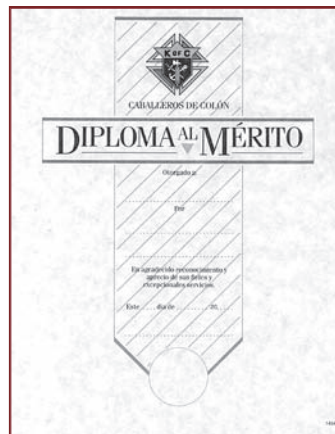 K OF C
CABALLEROS DE COLÓN
DIPLOMA AL MÉRITO
Otorgado a:
Por
En agradecido reconocimiento y
aprecio de sus fieles y
excepcionales servicios.
Este ..... día de .......... 20.....